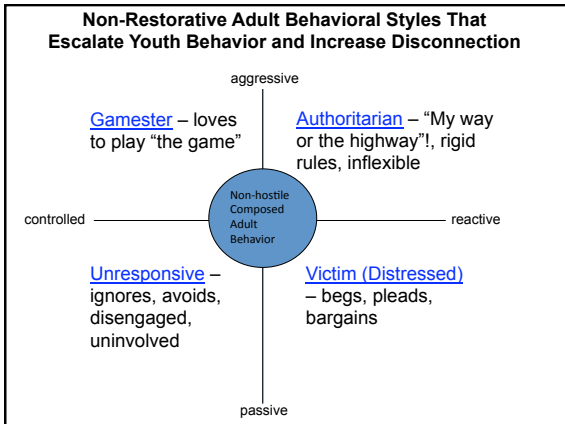 Non-Restorative Adult Behavioral Styles That
Escalate Youth Behavior and Increase Disconnection
aggressive
Gamester – loves
to play “the game”
Authoritarian – “My way
or the highway”!, rigid
rules, inflexible
controlled
Non-hostile
Composed
Adult
Behavior
reactive
Unresponsive –
ignores, avoids,
disengaged,
uninvolved
Victim (Distressed)
– begs, pleads,
bargains
passive